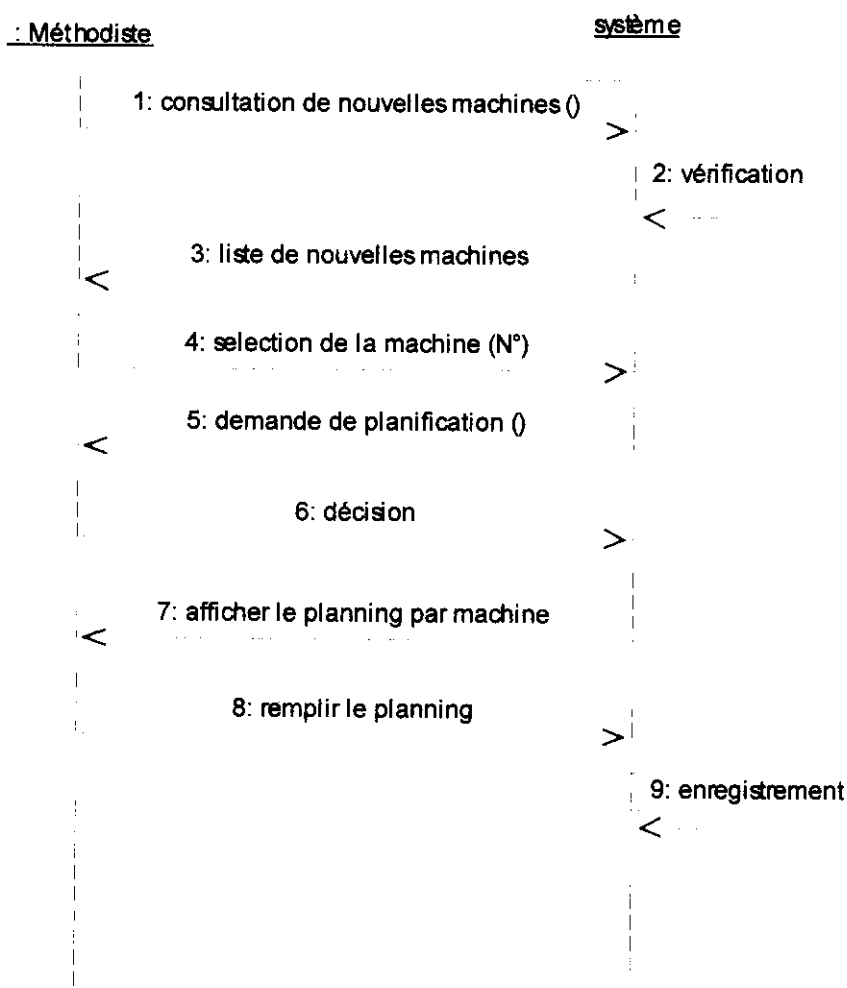 : Méthodiste
système
1: consultation de nouvelles machines ()
2: vérification
3: liste de nouvelles machines
4: selection de la machine (N°)
5: demande de planification ()
6: décision
7: afficher le planning par machine
8: remplir le planning
9: enregistrement